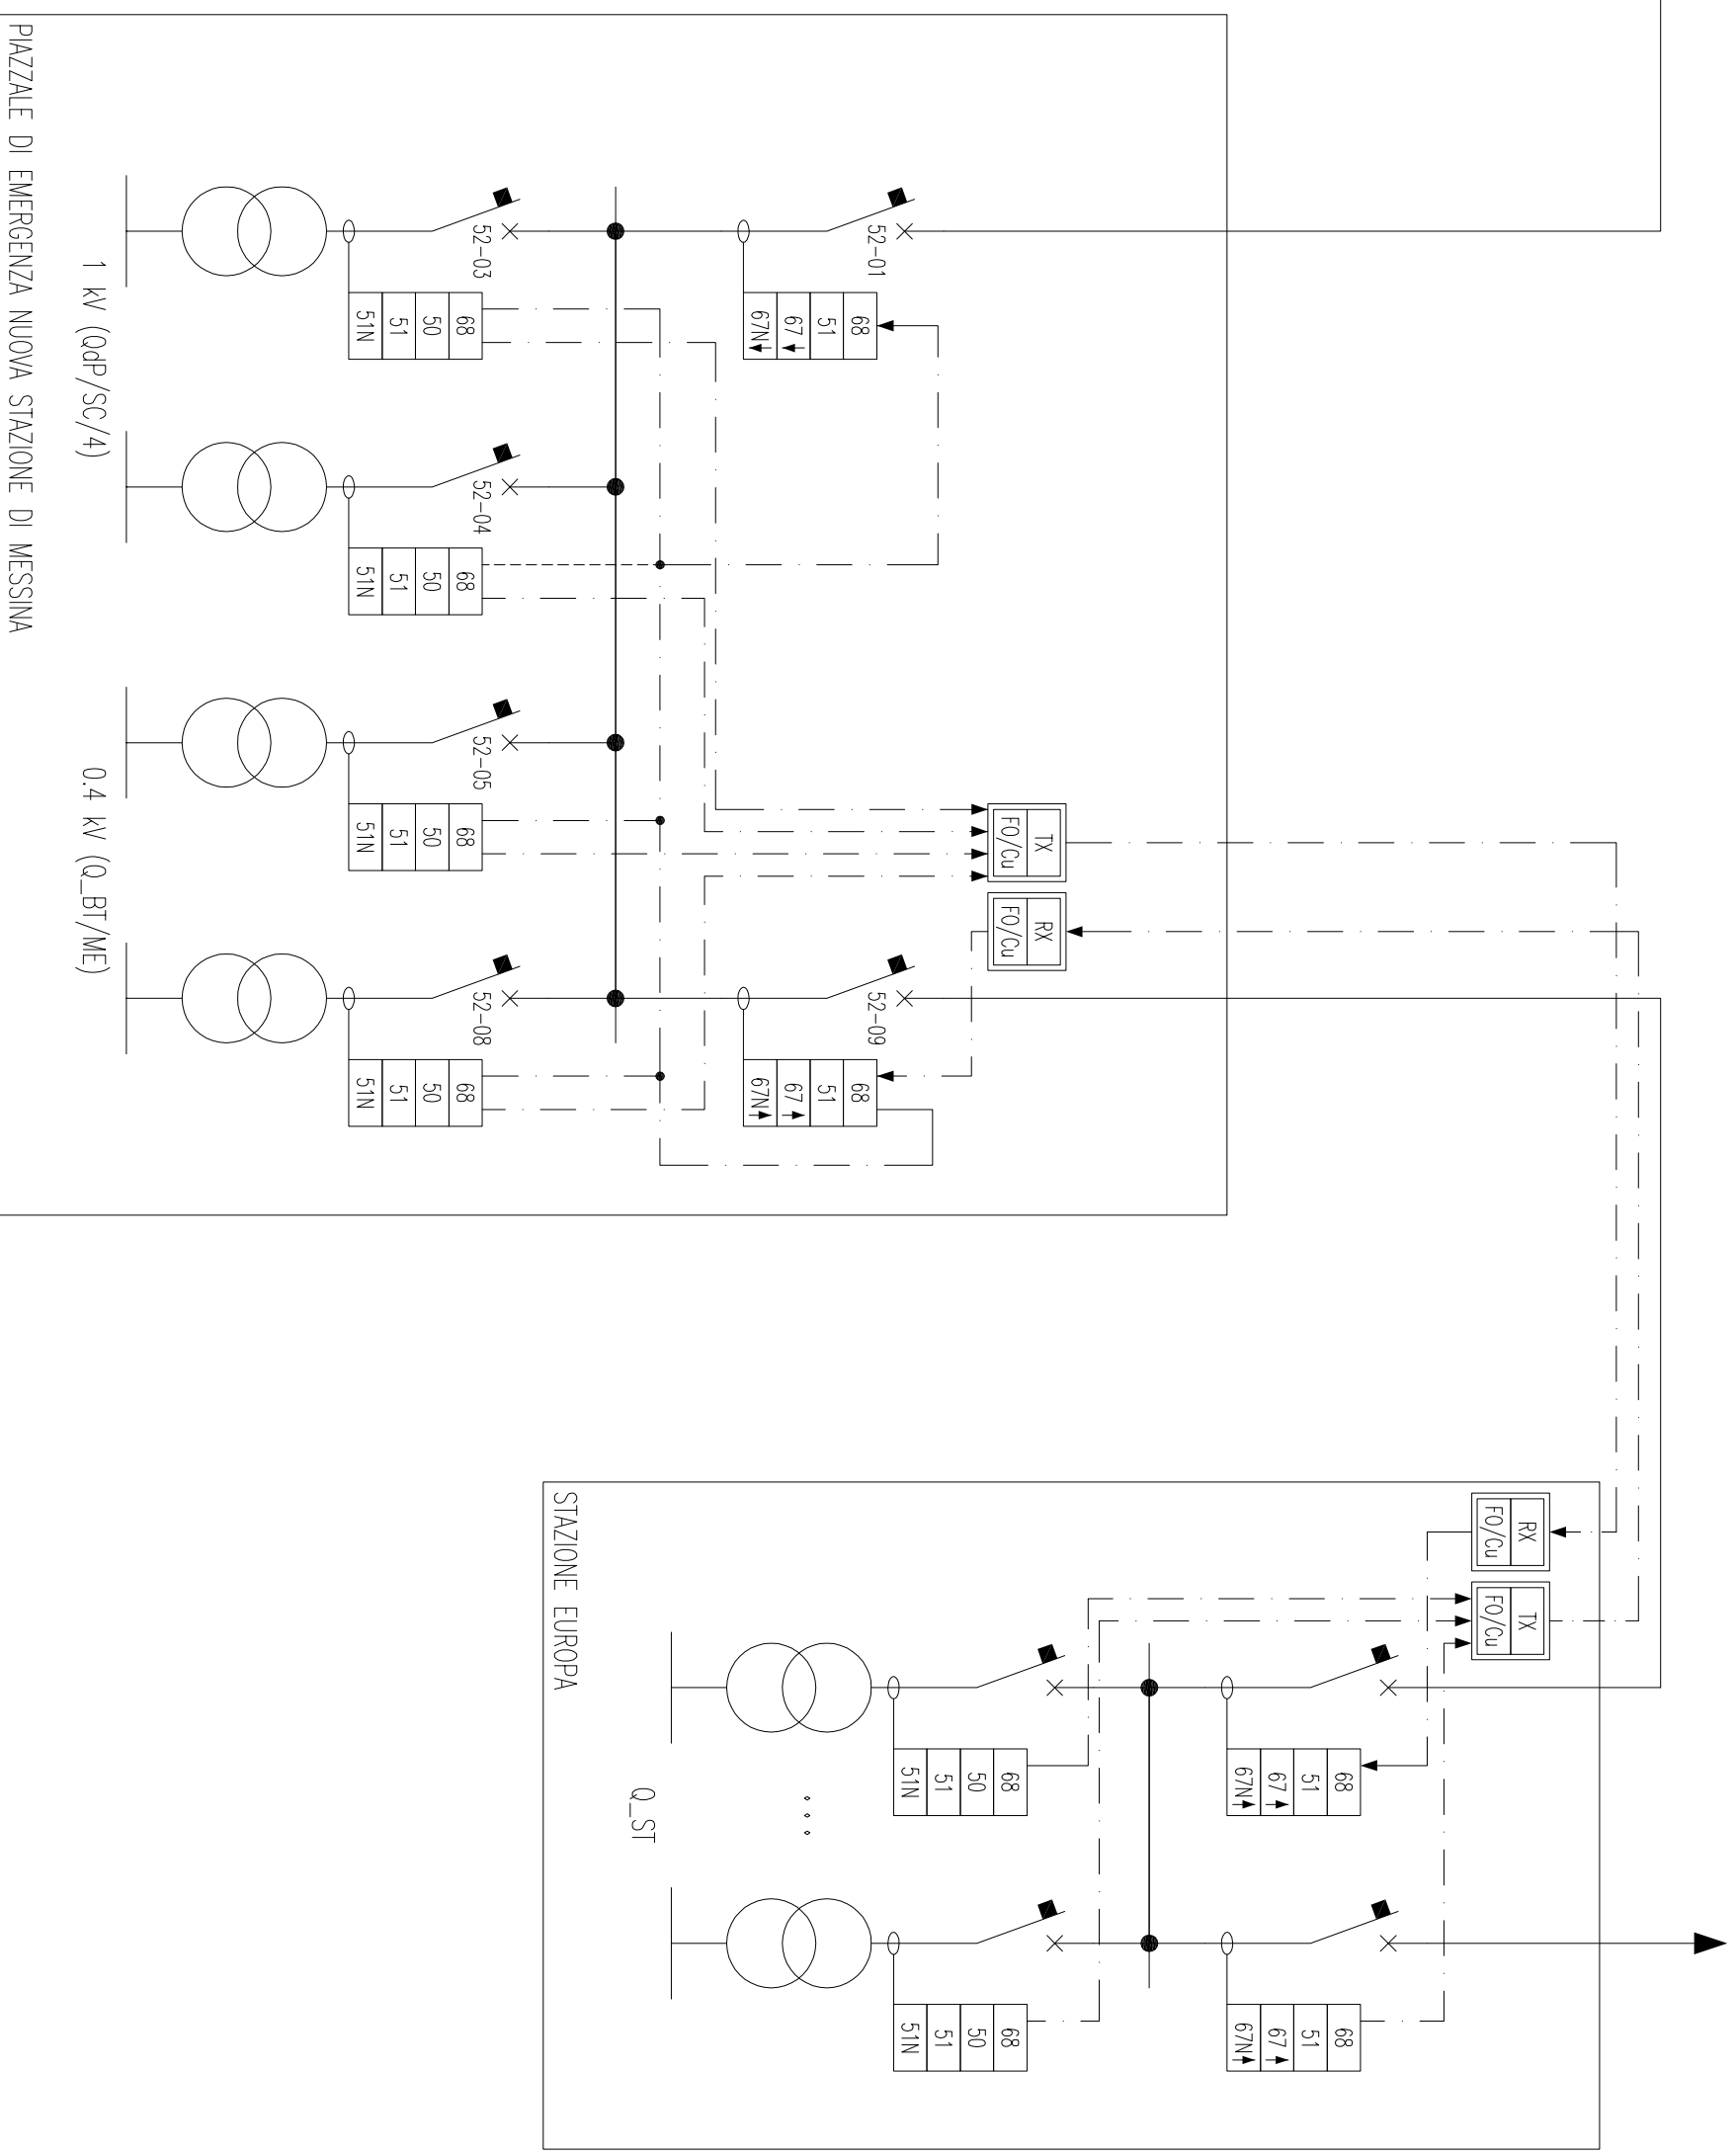 TX
FO/Cu
RX
FO/Cu
52-01
68
51
67
67N
52-09
68
51
67
67N
52-03
68
50
51
51N
52-04
68
50
51
51N
52-05
68
50
51
51N
52-08
68
50
51
51N
1 kV (QdP/SC/4)
0.4 kV (Q_BT/ME)
PIAZZALE DI EMERGENZA NUOVA STAZIONE DI MESSINA
RX
FO/Cu
TX
FO/Cu
68
51
67
67N
68
51
67
67N
68
50
51
51N
68
50
51
51N
Q_ST
STAZIONE EUROPA